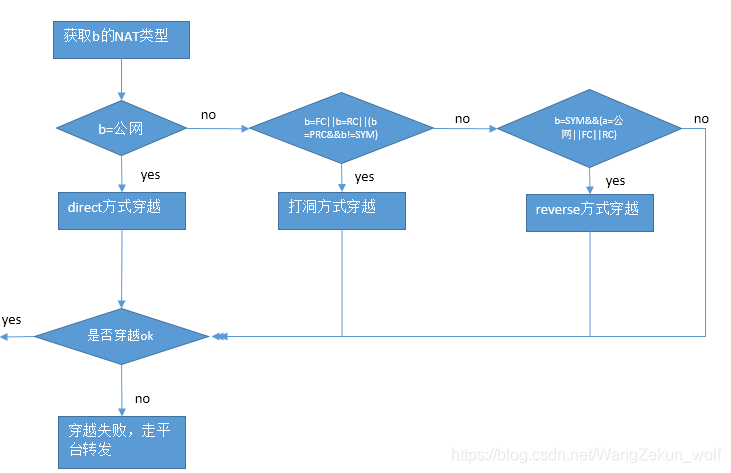 获取b的NAT类型
b=公网
no
b=FC||b=RC||(b
=PRC&&b!=SYM)
no
b=SYM&&(a=公
网||FC||RC)
no
yes
yes
yes
direct方式穿越
打洞方式穿越
reverse方式穿越
yes
是否穿越ok
no
穿越失败，走平
台转发
https://blog.csdn.net/WangZekun_wolf